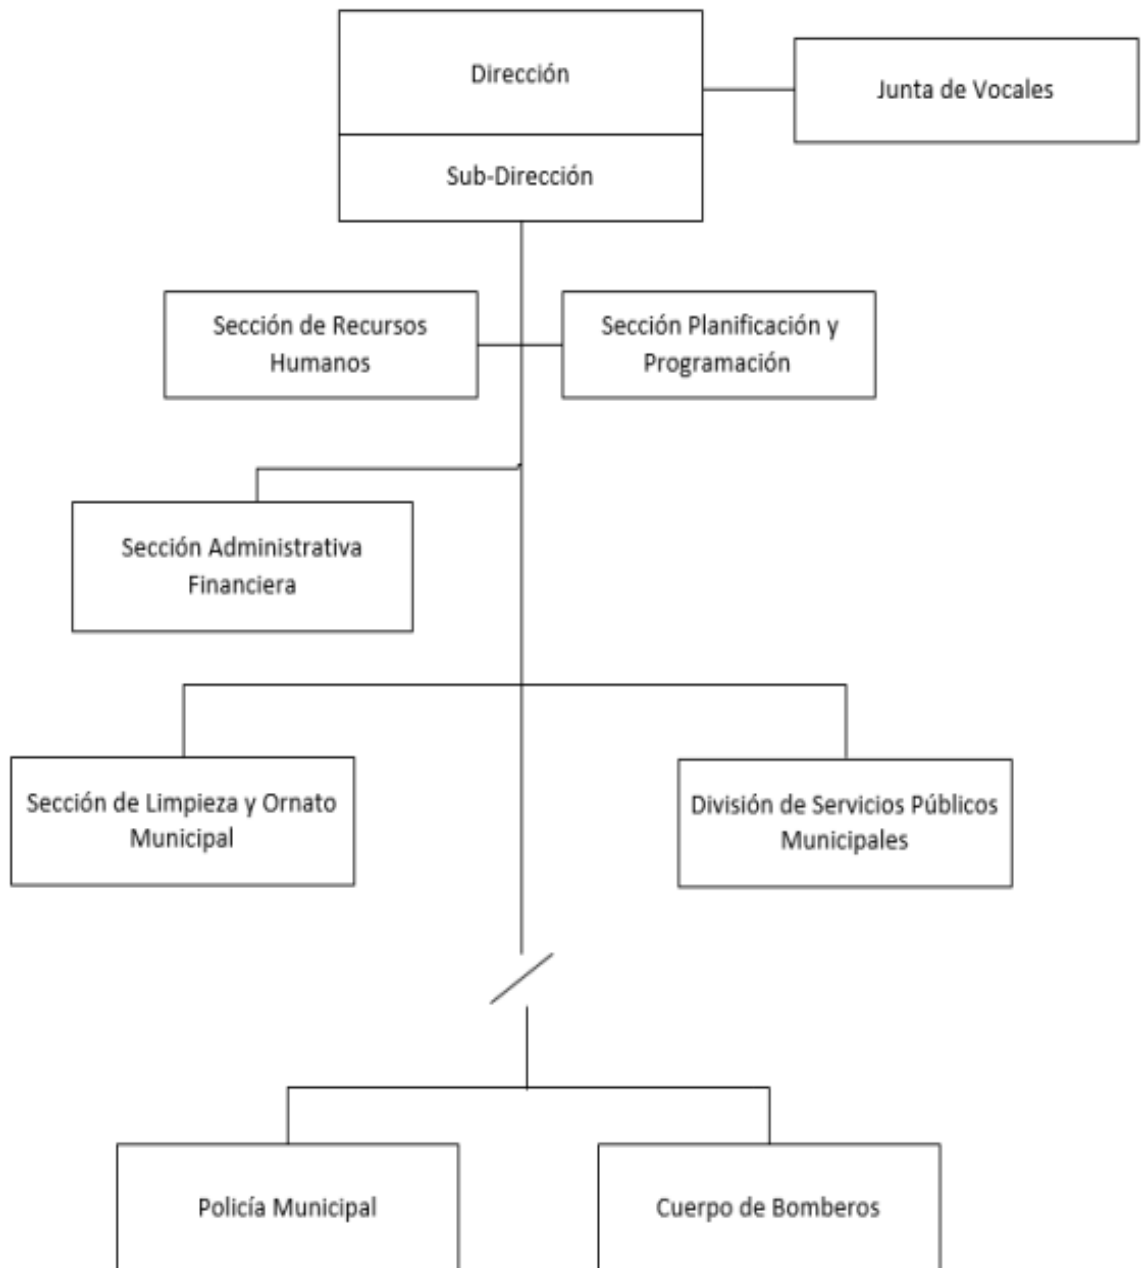 Dirección
Junta de Vocales
Sub-Dirección
Sección de Recursos
Humanos
Sección Planificación y
Programación
Sección Administrativa
Financiera
Sección de Limpieza y Ornato
Municipal
División de Servicios Públicos
Municipales
Policía Municipal
Cuerpo de Bomberos